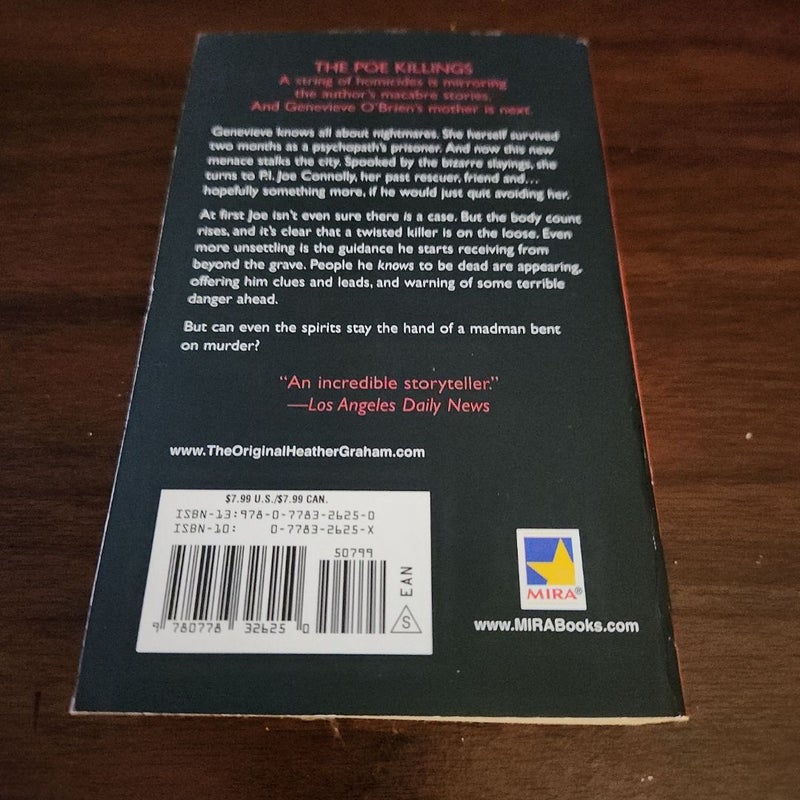 THE POE KILLINGS
A string of homicides is mirroring
the author's macabre stories.
And Genevieve O'Brien's mother is next.
Genevieve knows all about nightmares. She herself survived
two months as a psychopath's prisoner. And now this new
menace stalks the city. Spooked by the bizarre slayings, she
turns to P.I. Joe Connolly, her past rescuer, friend and...
hopefully something more, if he would just quit avoiding her.
At first Joe isn't even sure there is a case. But the body count
rises, and it's clear that a twisted killer is on the loose. Even
more unsettling is the guidance he starts receiving from
beyond the grave. People he knows to be dead are appearing,
offering him clues and leads, and warning of some terrible
danger ahead.
But can even the spirits stay the hand of a madman bent
on murder?
"An incredible storyteller."
—Los Angeles Daily News
www.TheOriginalHeatherGraham.com
$7.99 U.S./$7.99 CAN.
ISBN-13:978-0-7783-2625-0
ISBN-10: 0-7783-2625-X
50799
EAN
S
9 780778 326250
MIRA®
www.MIRABooks.com